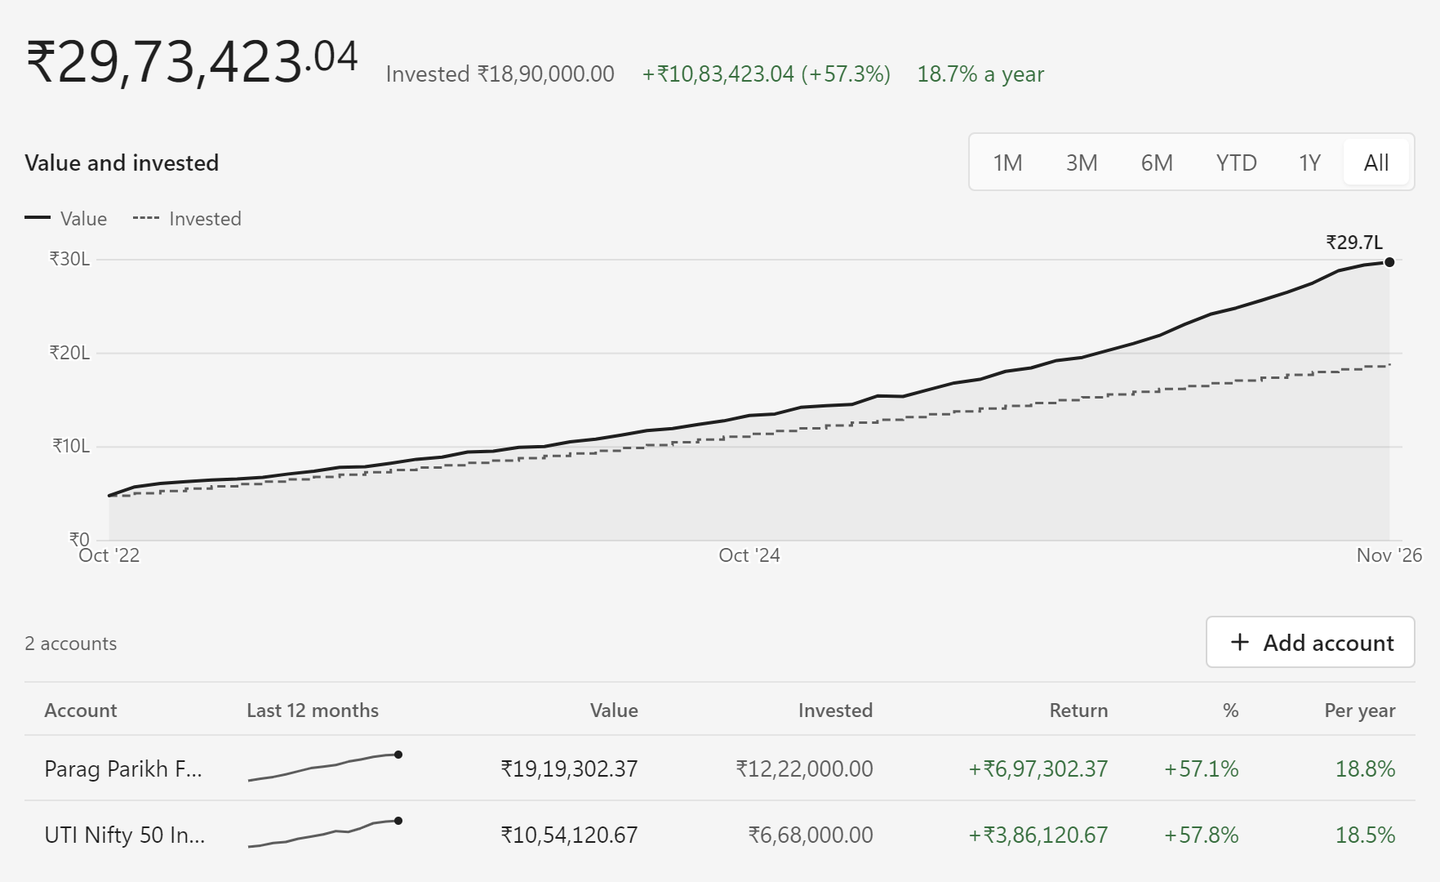 ₹29,73,423.04 Invested ₹18,90,000.00 +₹10,83,423.04 (+57.3%) 18.7% a year
Value and invested
1M 3M 6M YTD 1Y All
Value Invested
₹29.7L
₹30L
₹20L
₹10L
₹0
Oct '22 Oct '24 Nov '26
2 accounts
+ Add account
Account Last 12 months Value Invested Return % Per year
Parag Parikh F... ₹19,19,302.37 ₹12,22,000.00 +₹6,97,302.37 +57.1% 18.8%
UTI Nifty 50 In... ₹10,54,120.67 ₹6,68,000.00 +₹3,86,120.67 +57.8% 18.5%